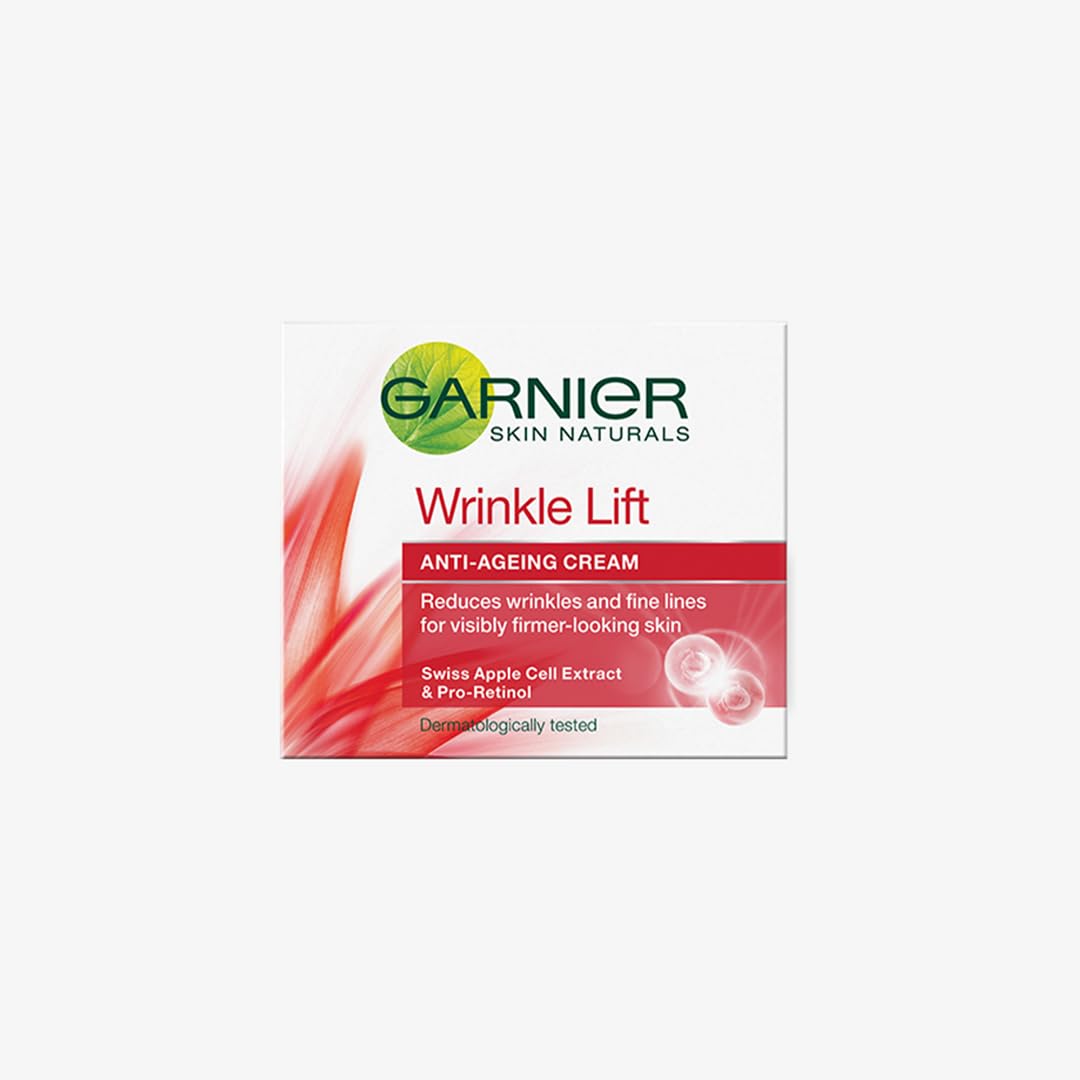 GARNIER
SKIN NATURALS
Wrinkle Lift
ANTI-AGEING CREAM
Reduces wrinkles and fine lines
for visibly firmer-looking skin
Swiss Apple Cell Extract
& Pro-Retinol
Dermatologically tested